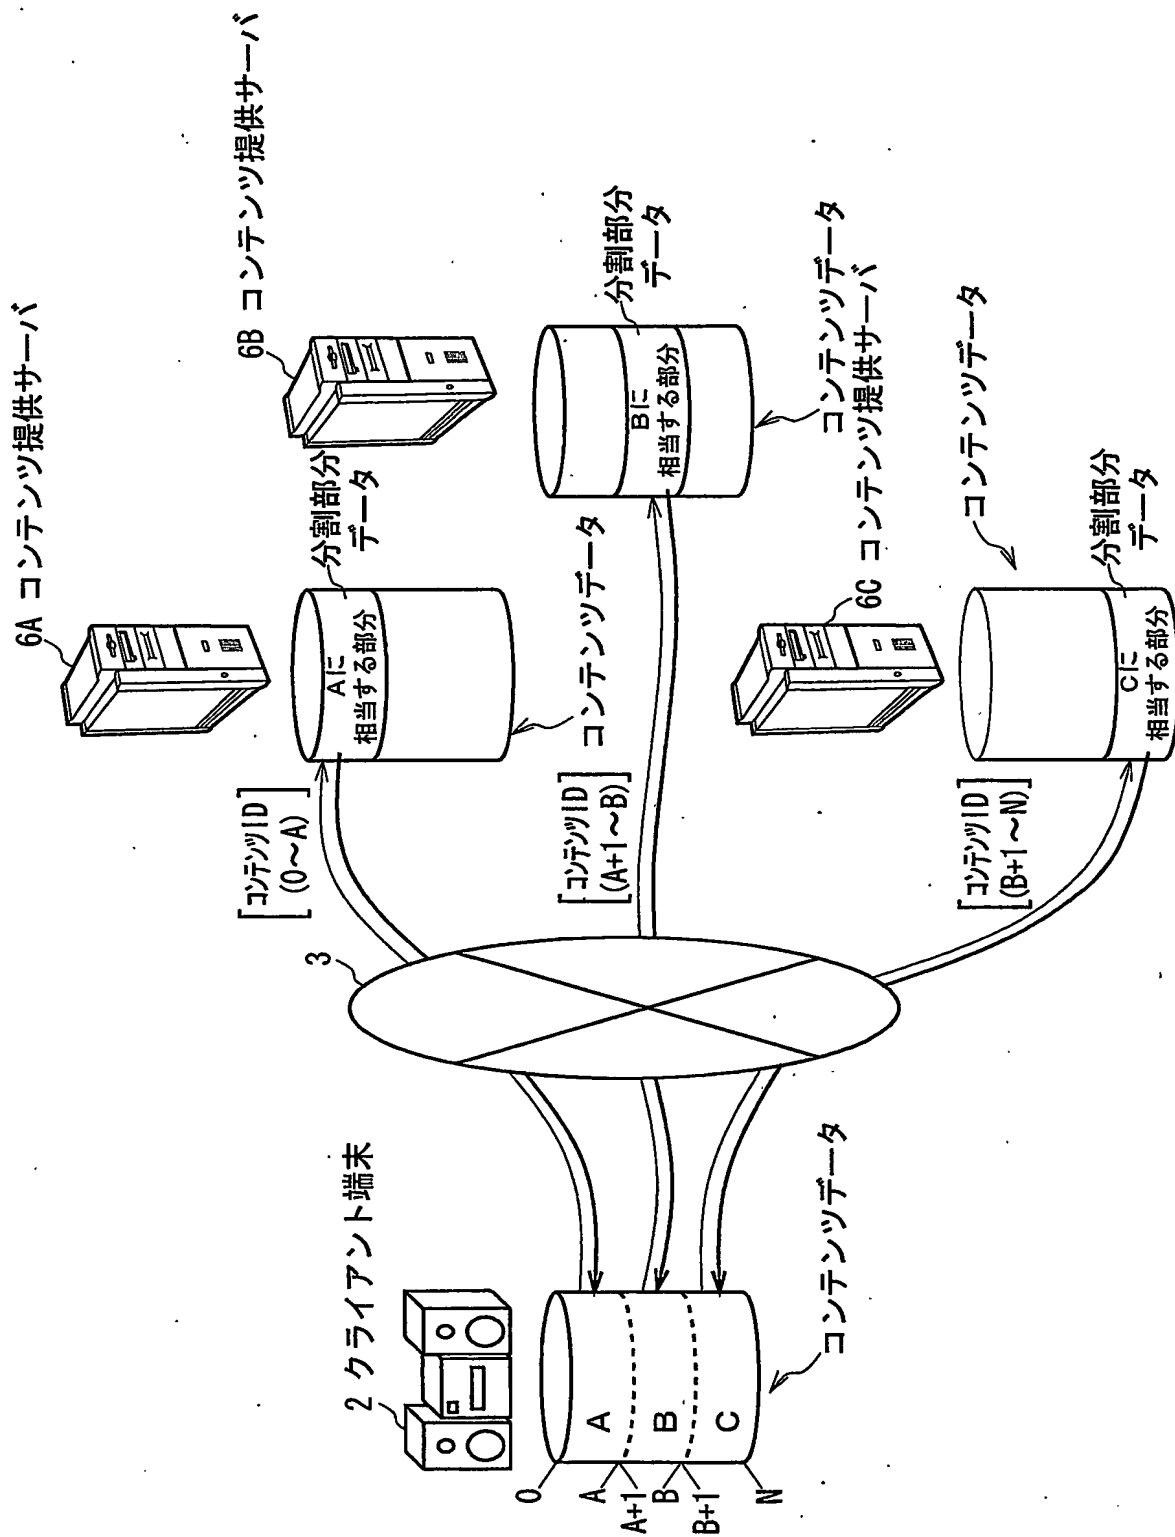 2 クライアント端末
0
A
A+1
B
B+1
N
A
B
C
コンテンツデータ
3
6A コンテンツ提供サーバ
[コンテンツID
(0〜A)]
Aに
相当する部分
分割部分
データ
コンテンツデータ
6B コンテンツ提供サーバ
[コンテンツID
(A+1〜B)]
Bに
相当する部分
分割部分
データ
コンテンツデータ
6C コンテンツ提供サーバ
[コンテンツID
(B+1〜N)]
Cに
相当する部分
分割部分
データ
コンテンツデータ